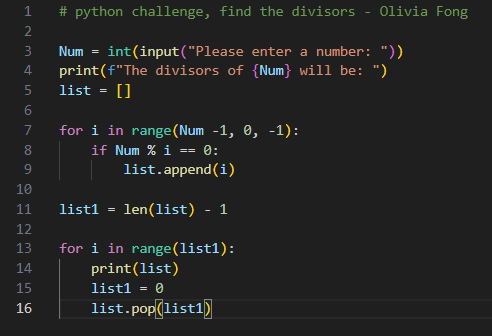 1 # python challenge, find the divisors - Olivia Fong
2
3 Num = int(input("Please enter a number: "))
4 print(f"The divisors of {Num} will be: ")
5 list = []
6
7 for i in range(Num -1, 0, -1):
8     if Num % i == 0:
9         list.append(i)
10
11 list1 = len(list) - 1
12
13 for i in range(list1):
14     print(list)
15     list1 = 0
16     list.pop(list1)